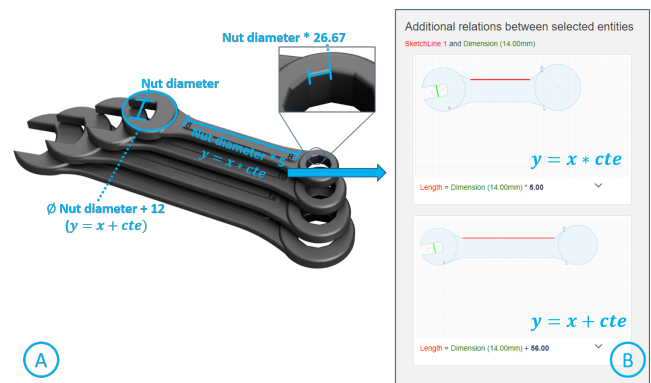 Nut diameter * 26.67
Nut diameter
Nut diameter * 5
y = x * cte
Ø Nut diameter + 12
(y = x + cte)
8
8
A
Additional relations between selected entities
SketchLine 1 and Dimension (14.00mm)
y = x * cte
Length = Dimension (14.00mm) * 5.00
y = x + cte
Length = Dimension (14.00mm) + 56.00
B